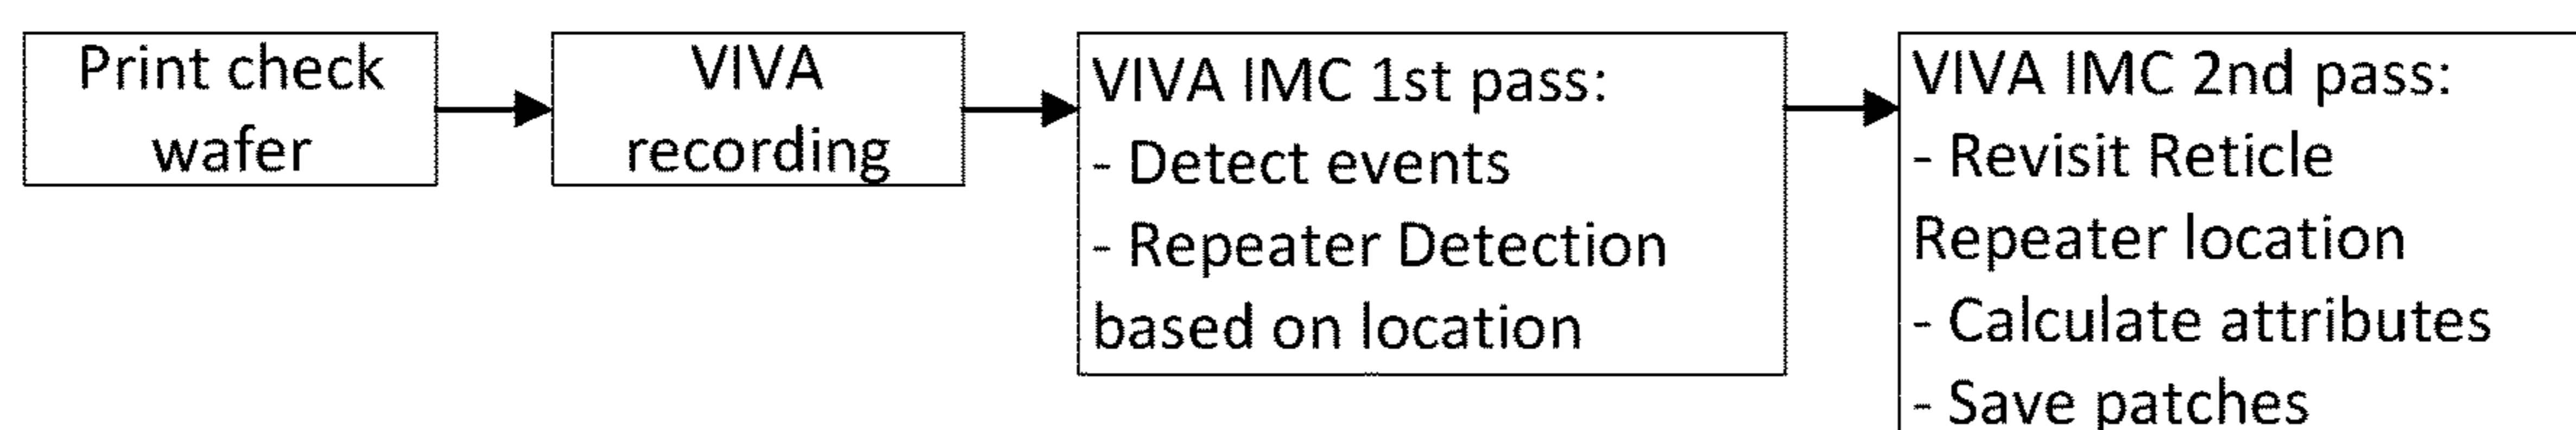 Print check
wafer
VIVA
recording
VIVA IMC 1st pass:
- Detect events
- Repeater Detection
based on location
VIVA IMC 2nd pass:
- Revisit Reticle
Repeater location
- Calculate attributes
- Save patches